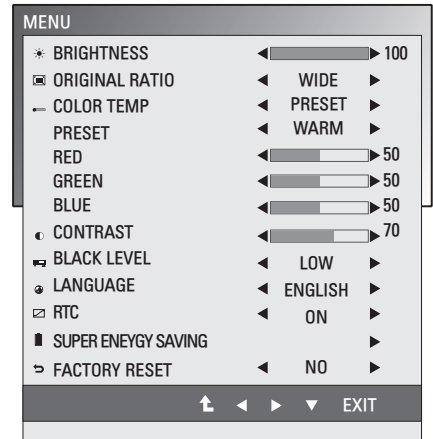 MENU
BRIGHTNESS 100
ORIGINAL RATIO WIDE
COLOR TEMP PRESET
PRESET WARM
RED 50
GREEN 50
BLUE 50
CONTRAST 70
BLACK LEVEL LOW
LANGUAGE ENGLISH
RTC ON
SUPER ENEYGY SAVING
FACTORY RESET NO
EXIT